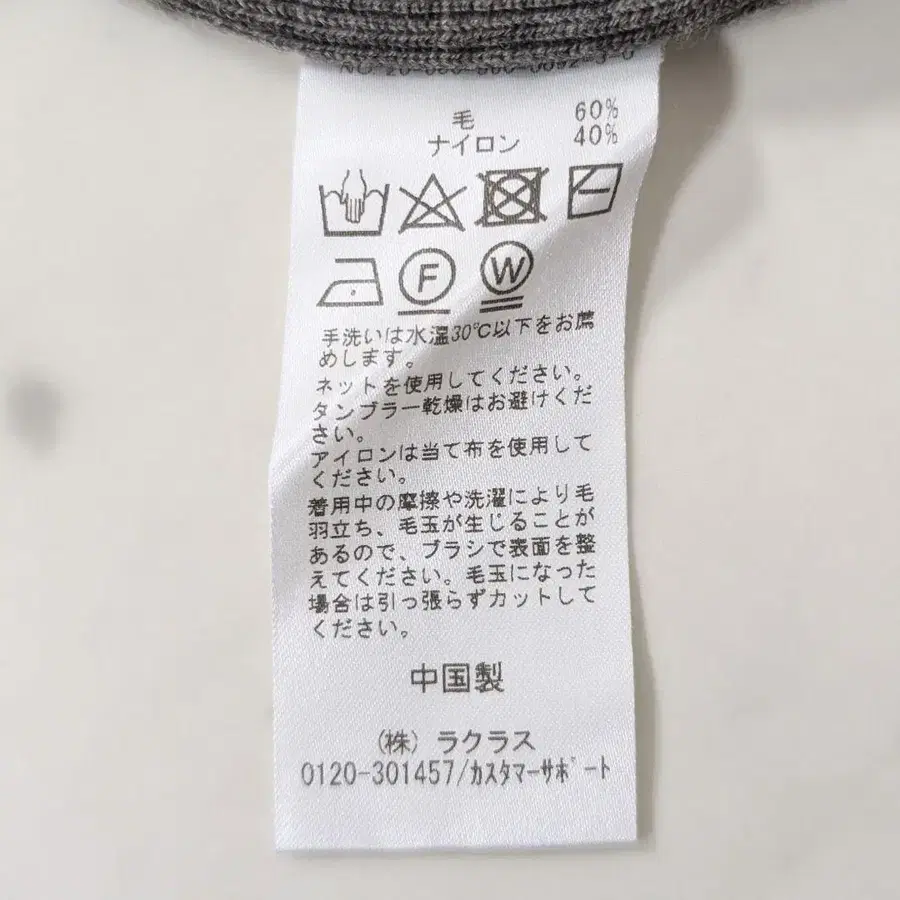 毛 60%
ナイロン 40%
F W
手洗いは水温30℃以下をお薦
めします。
ネットを使用してください。
タンブラー乾燥はお避けくだ
さい。
アイロンは当て布を使用して
ください。
着用中の摩擦や洗濯により毛
羽立ち、毛玉が生じることが
あるので、ブラシで表面を整
えてください。毛玉になった
場合は引っ張らずカットして
ください。
中国製
(株) ラクラス
0120-301457/カスタマーサポート